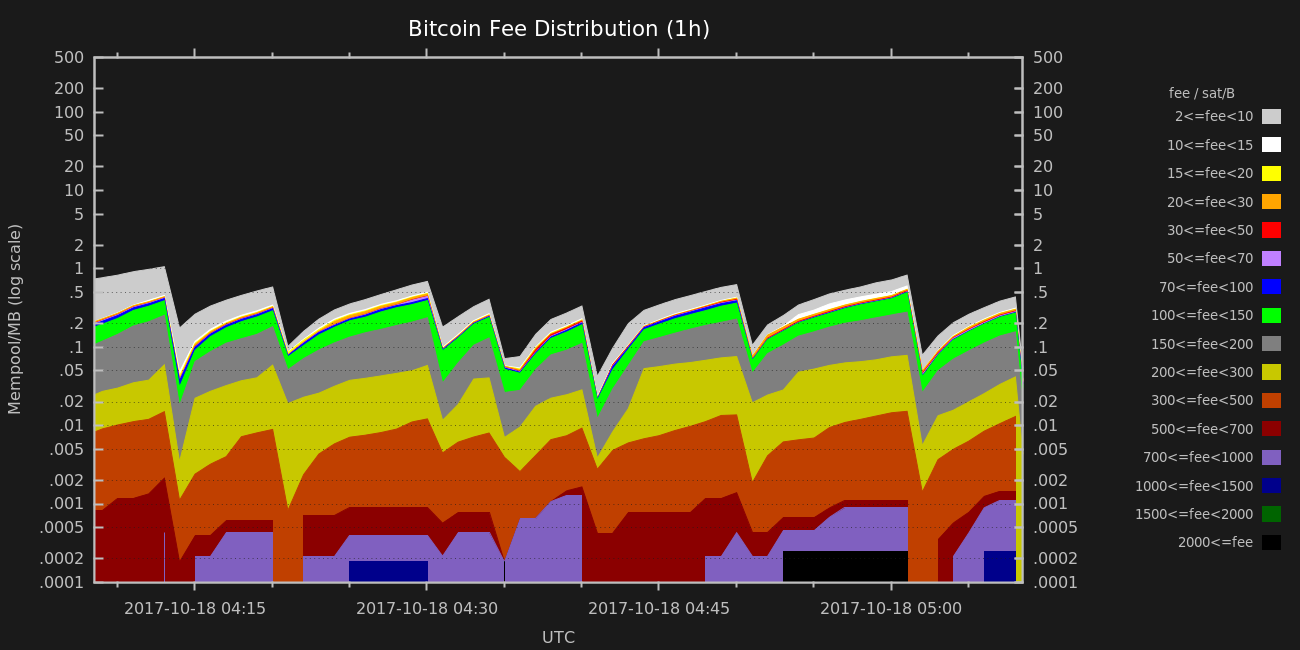 Bitcoin Fee Distribution (1h)
500 500
200 200
100 100
50 50
20 20
10 10
5 5
2 2
1 1
.5 .5
.2 .2
.1 .1
.05 .05
.02 .02
.01 .01
.005 .005
.002 .002
.001 .001
.0005 .0005
.0002 .0002
.0001 .0001
Mempool/MB (log scale)
2017-10-18 04:15 2017-10-18 04:30 2017-10-18 04:45 2017-10-18 05:00
UTC
fee / sat/B
2<=fee<10
10<=fee<15
15<=fee<20
20<=fee<30
30<=fee<50
50<=fee<70
70<=fee<100
100<=fee<150
150<=fee<200
200<=fee<300
300<=fee<500
500<=fee<700
700<=fee<1000
1000<=fee<1500
1500<=fee<2000
2000<=fee